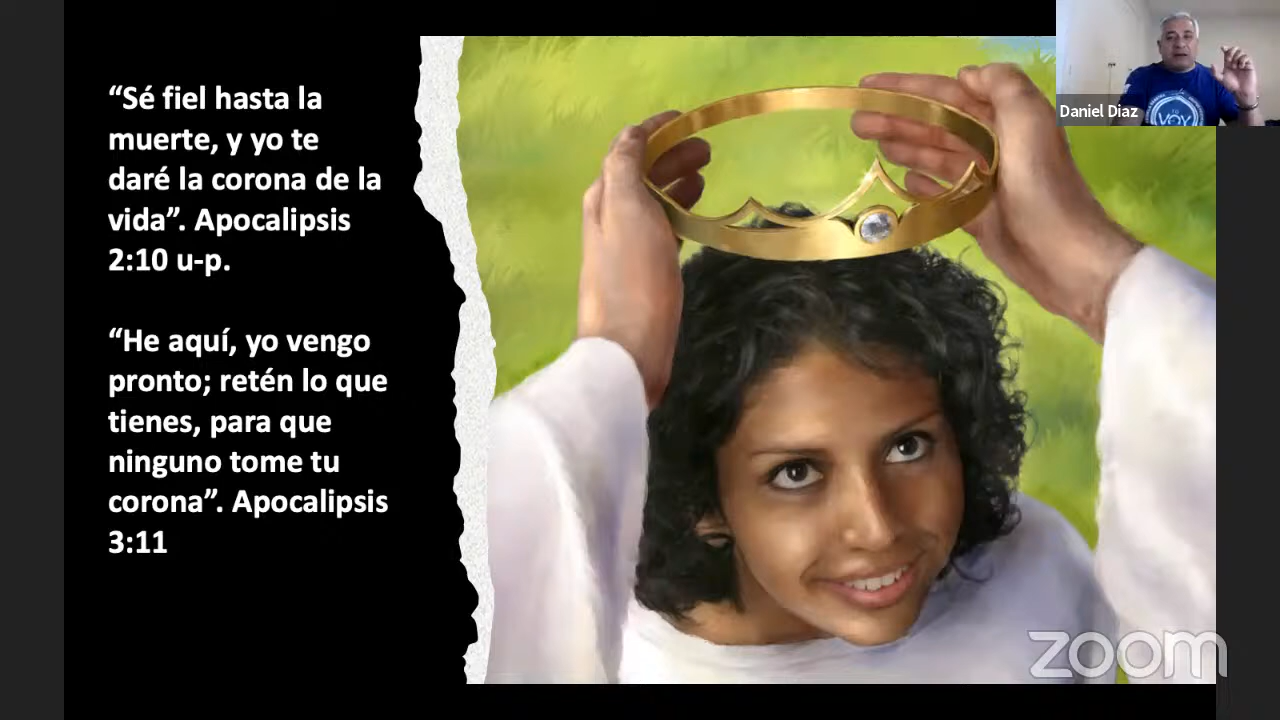 “Sé fiel hasta la
muerte, y yo te
daré la corona de la
vida”. Apocalipsis
2:10 u-p.
“He aquí, yo vengo
pronto; retén lo que
tienes, para que
ninguno tome tu
corona”. Apocalipsis
3:11
Daniel Diaz
VOY
zoom